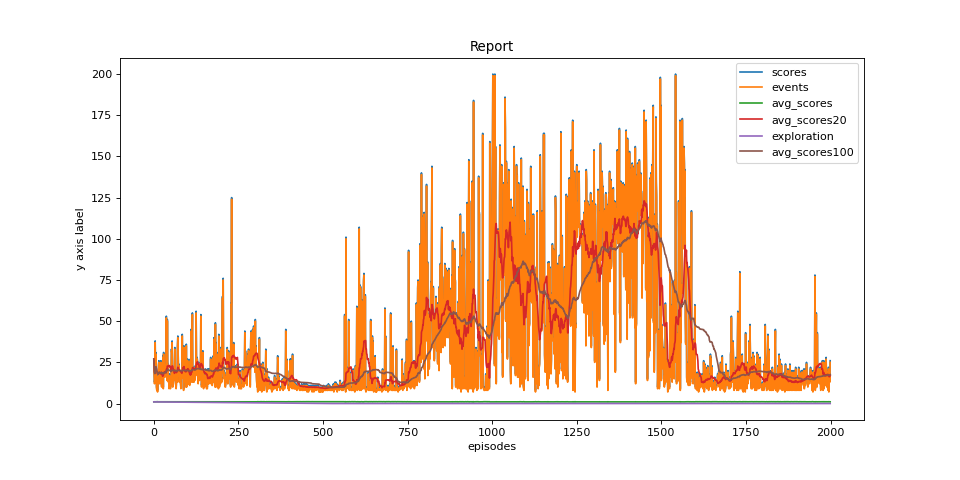 Report
200
175
150
125
100
75
50
25
0
y axis label
scores
events
avg_scores
avg_scores20
exploration
avg_scores100
0
250
500
750
1000
1250
1500
1750
2000
episodes